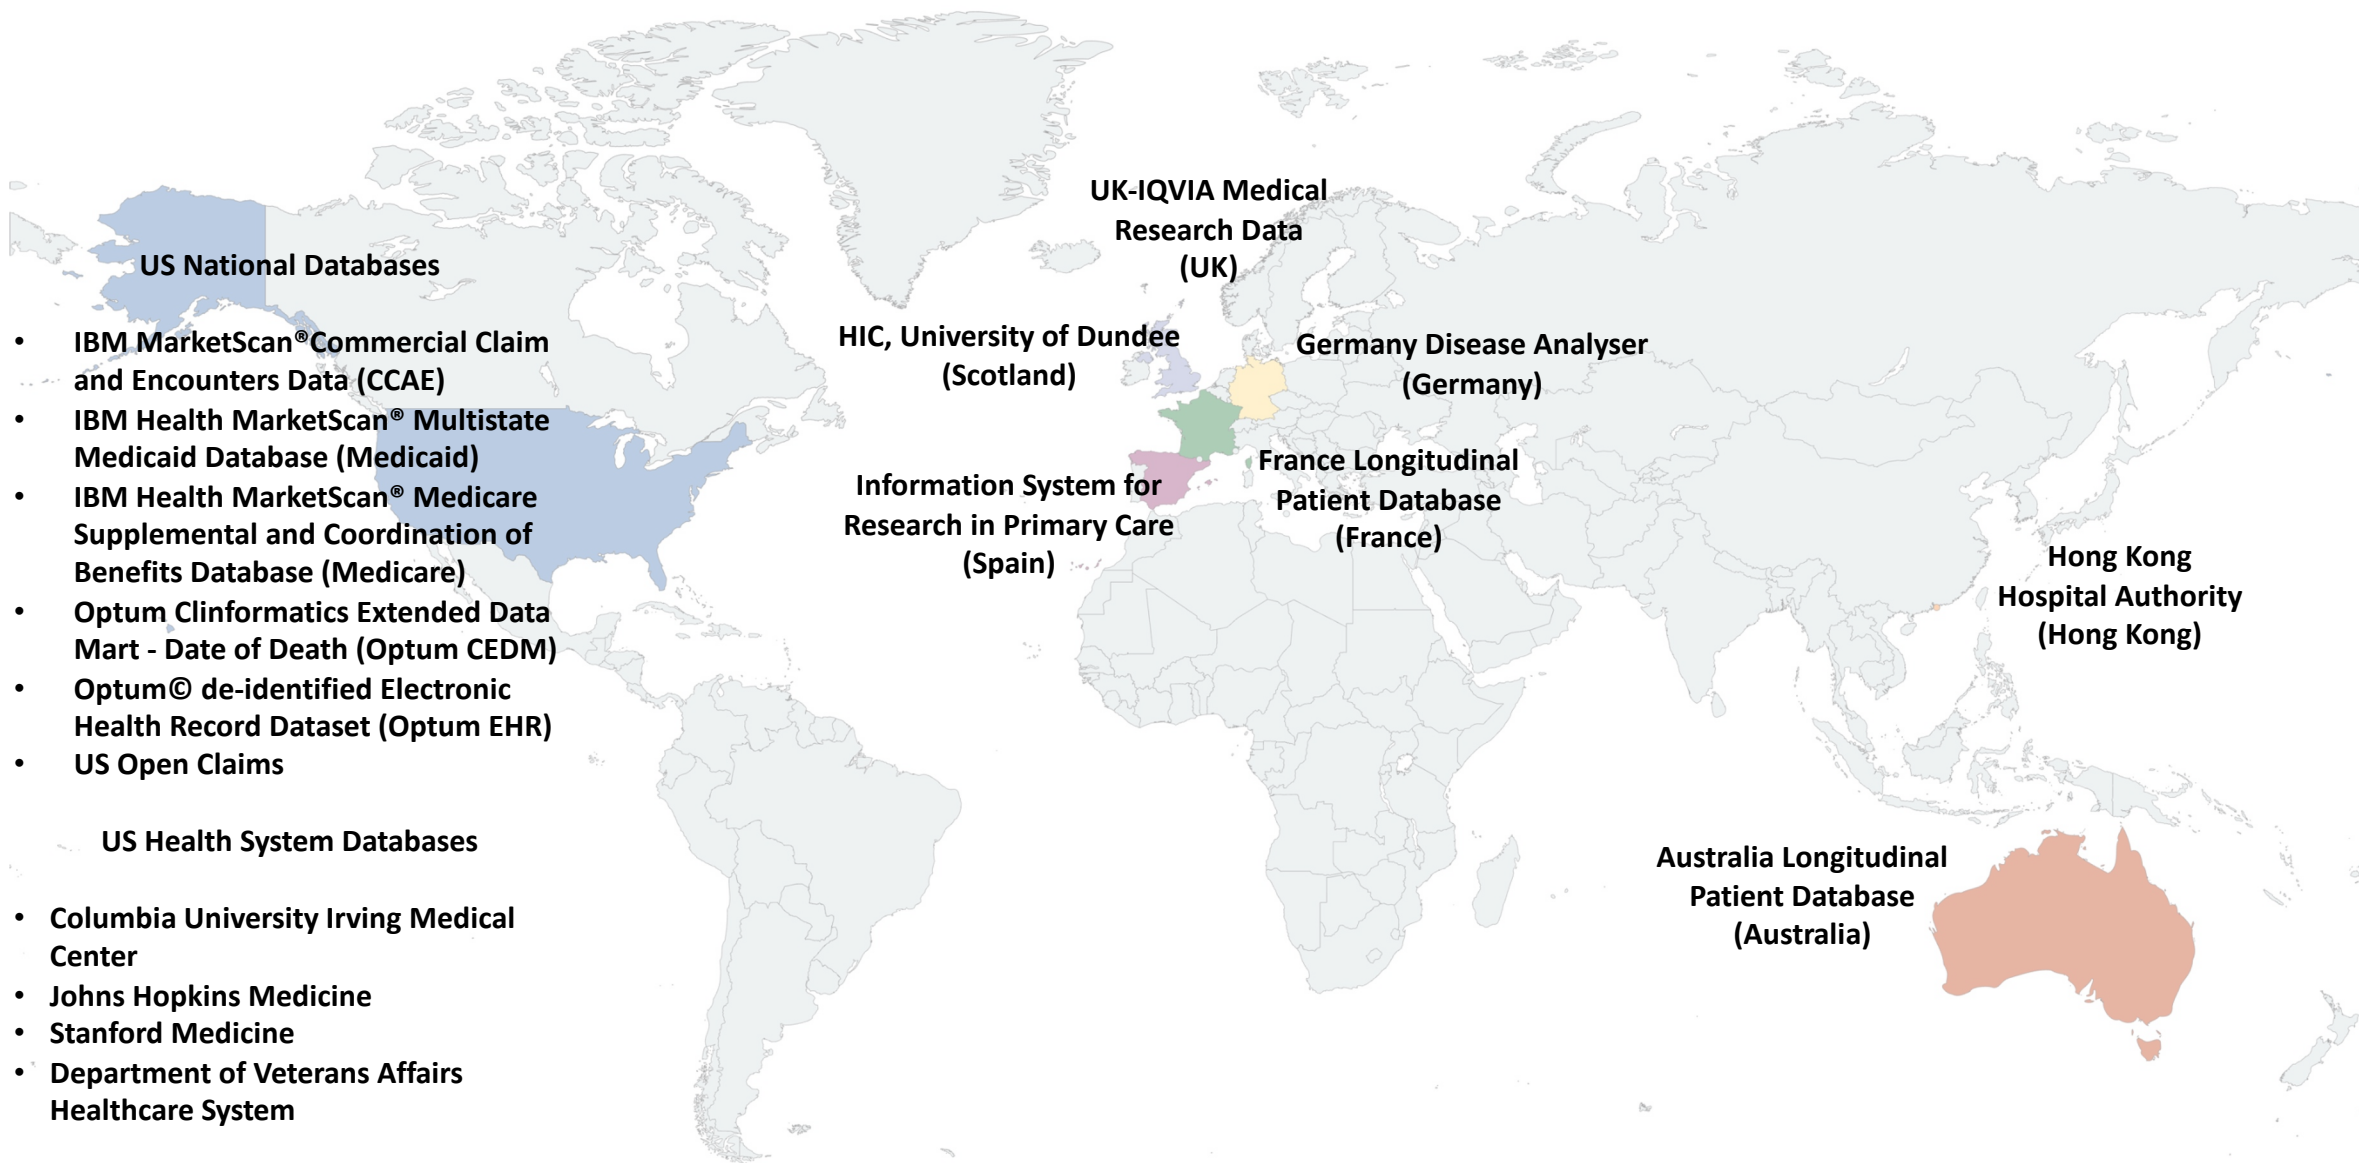 US National Databases
• IBM MarketScan®Commercial Claim
and Encounters Data (CCAE)
• IBM Health MarketScan® Multistate
Medicaid Database (Medicaid)
• IBM Health MarketScan® Medicare
Supplemental and Coordination of
Benefits Database (Medicare)
• Optum Clinformatics Extended Data
Mart - Date of Death (Optum CEDM)
• Optum© de-identified Electronic
Health Record Dataset (Optum EHR)
• US Open Claims
US Health System Databases
• Columbia University Irving Medical
Center
• Johns Hopkins Medicine
• Stanford Medicine
• Department of Veterans Affairs
Healthcare System
UK-IQVIA Medical
Research Data
(UK)
HIC, University of Dundee
(Scotland)
Germany Disease Analyser
(Germany)
Information System for
Research in Primary Care
(Spain)
France Longitudinal
Patient Database
(France)
Hong Kong
Hospital Authority
(Hong Kong)
Australia Longitudinal
Patient Database
(Australia)